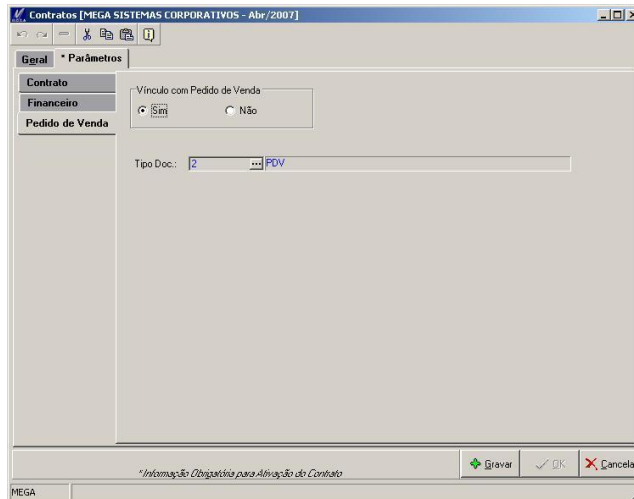 Contratos [MEGA SISTEMAS CORPORATIVOS - Abr/2007]
Geral * Parâmetros
Contrato
Financeiro
Pedido de Venda
Vínculo com Pedido de Venda
Sim Não
Tipo Doc.: 2 ... PDV
Gravar OK Cancela
*Informação Obrigatória para Ativação do Contrato
MEGA